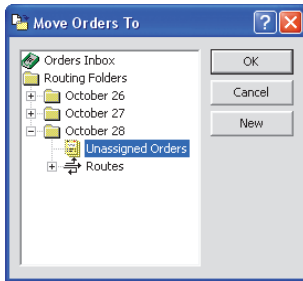 Move Orders To
Orders Inbox
Routing Folders
October 26
October 27
October 28
Unassigned Orders
Routes
OK
Cancel
New